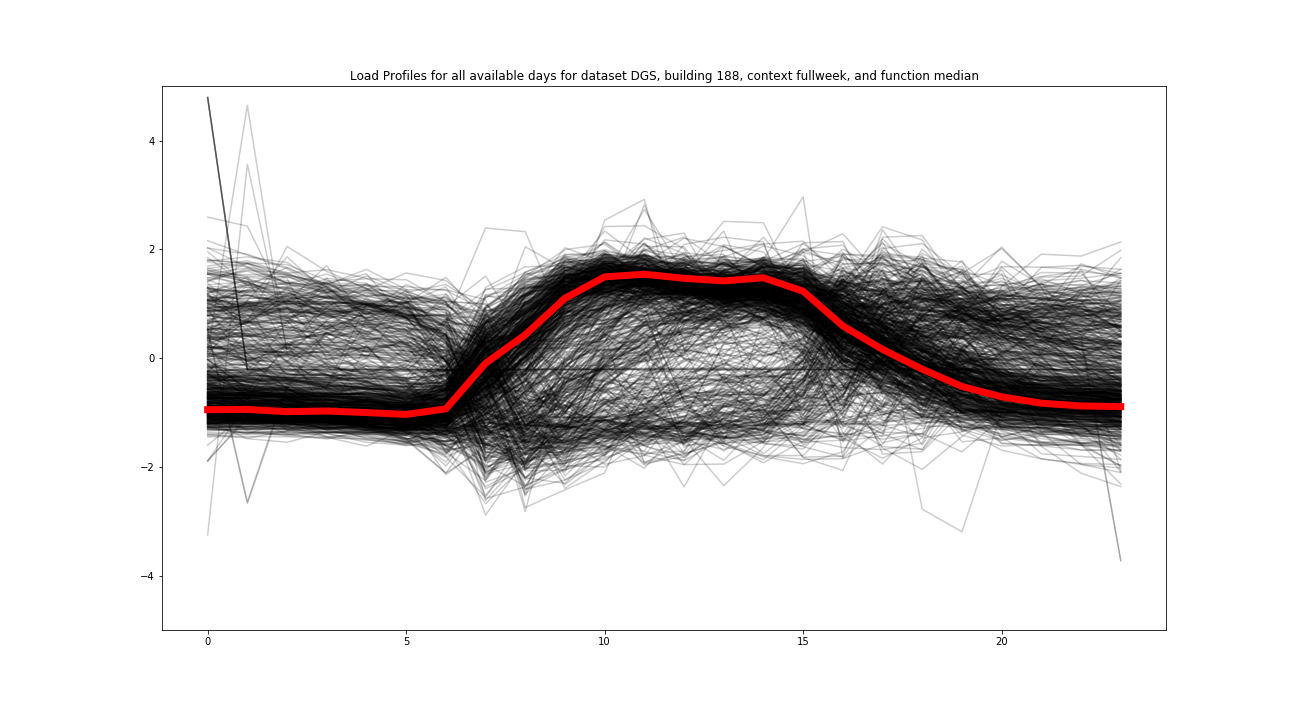 Load Profiles for all available days for dataset DGS, building 188, context fullweek, and function median
4
2
0
−2
−4
0 5 10 15 20